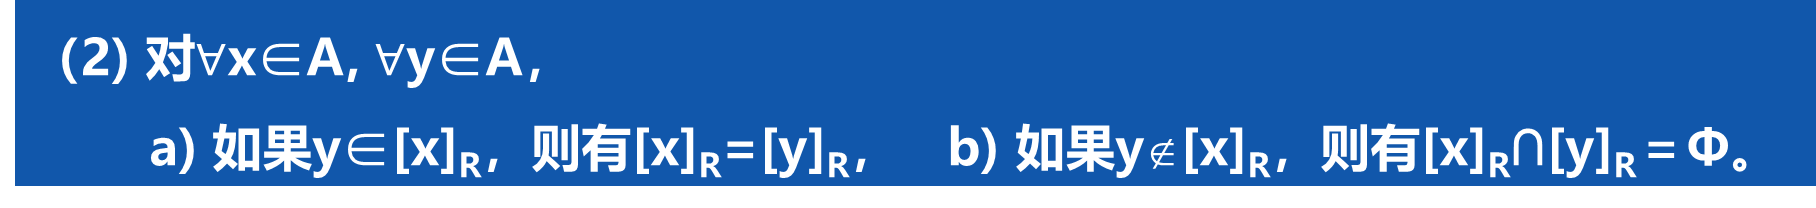 (2) 对∀x∈A, ∀y∈A，
a) 如果y∈[x]R，则有[x]R=[y]R， b) 如果y∉[x]R，则有[x]R∩[y]R = Φ。